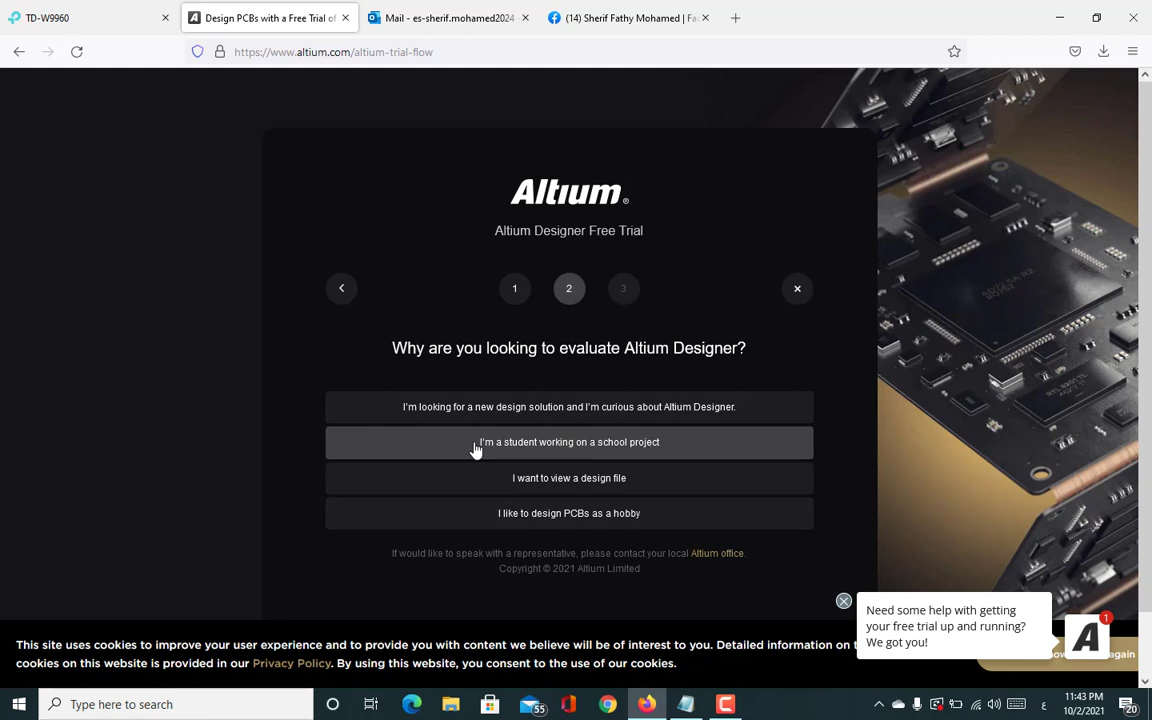 TD-W9960
Design PCBs with a Free Trial of
Mail - es-sherif.mohamed2024
(14) Sherif Fathy Mohamed | Fa
https://www.altium.com/altium-trial-flow
Altium®
Altium Designer Free Trial
1
2
3
Why are you looking to evaluate Altium Designer?
I'm looking for a new design solution and I'm curious about Altium Designer.
I'm a student working on a school project
I want to view a design file
I like to design PCBs as a hobby
If would like to speak with a representative, please contact your local Altium office.
Copyright © 2021 Altium Limited
Need some help with getting
your free trial up and running?
We got you!
1
This site uses cookies to improve your user experience and to provide you with content we believe will be of interest to you. Detailed information on
cookies on this website is provided in our Privacy Policy. By using this website, you consent to the use of our cookies.
again
Type here to search
55
ع
11:43 PM
10/2/2021
20